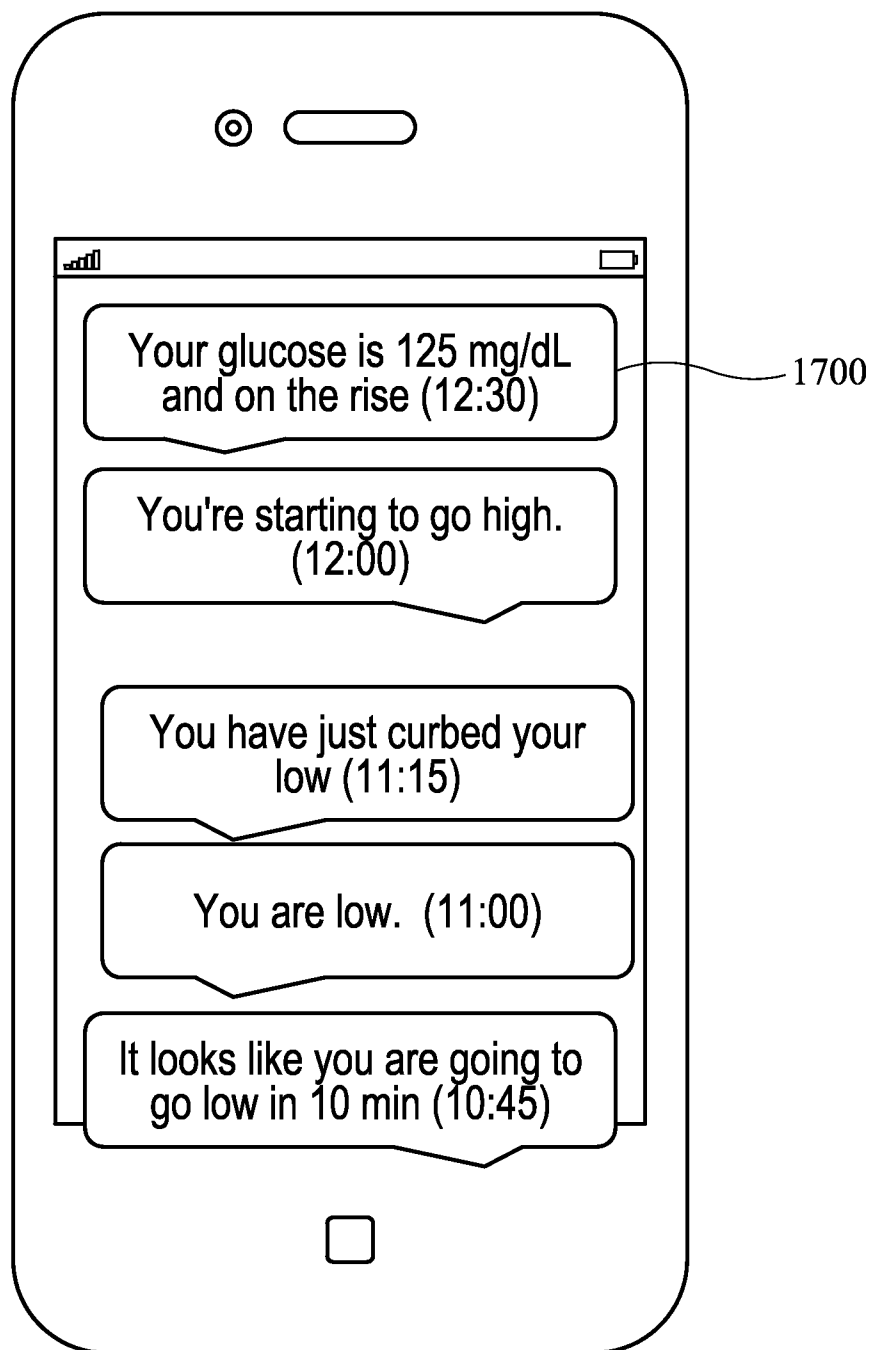 Your glucose is 125 mg/dL
and on the rise (12:30)
1700
You're starting to go high.
(12:00)
You have just curbed your
low (11:15)
You are low.  (11:00)
It looks like you are going to
go low in 10 min (10:45)